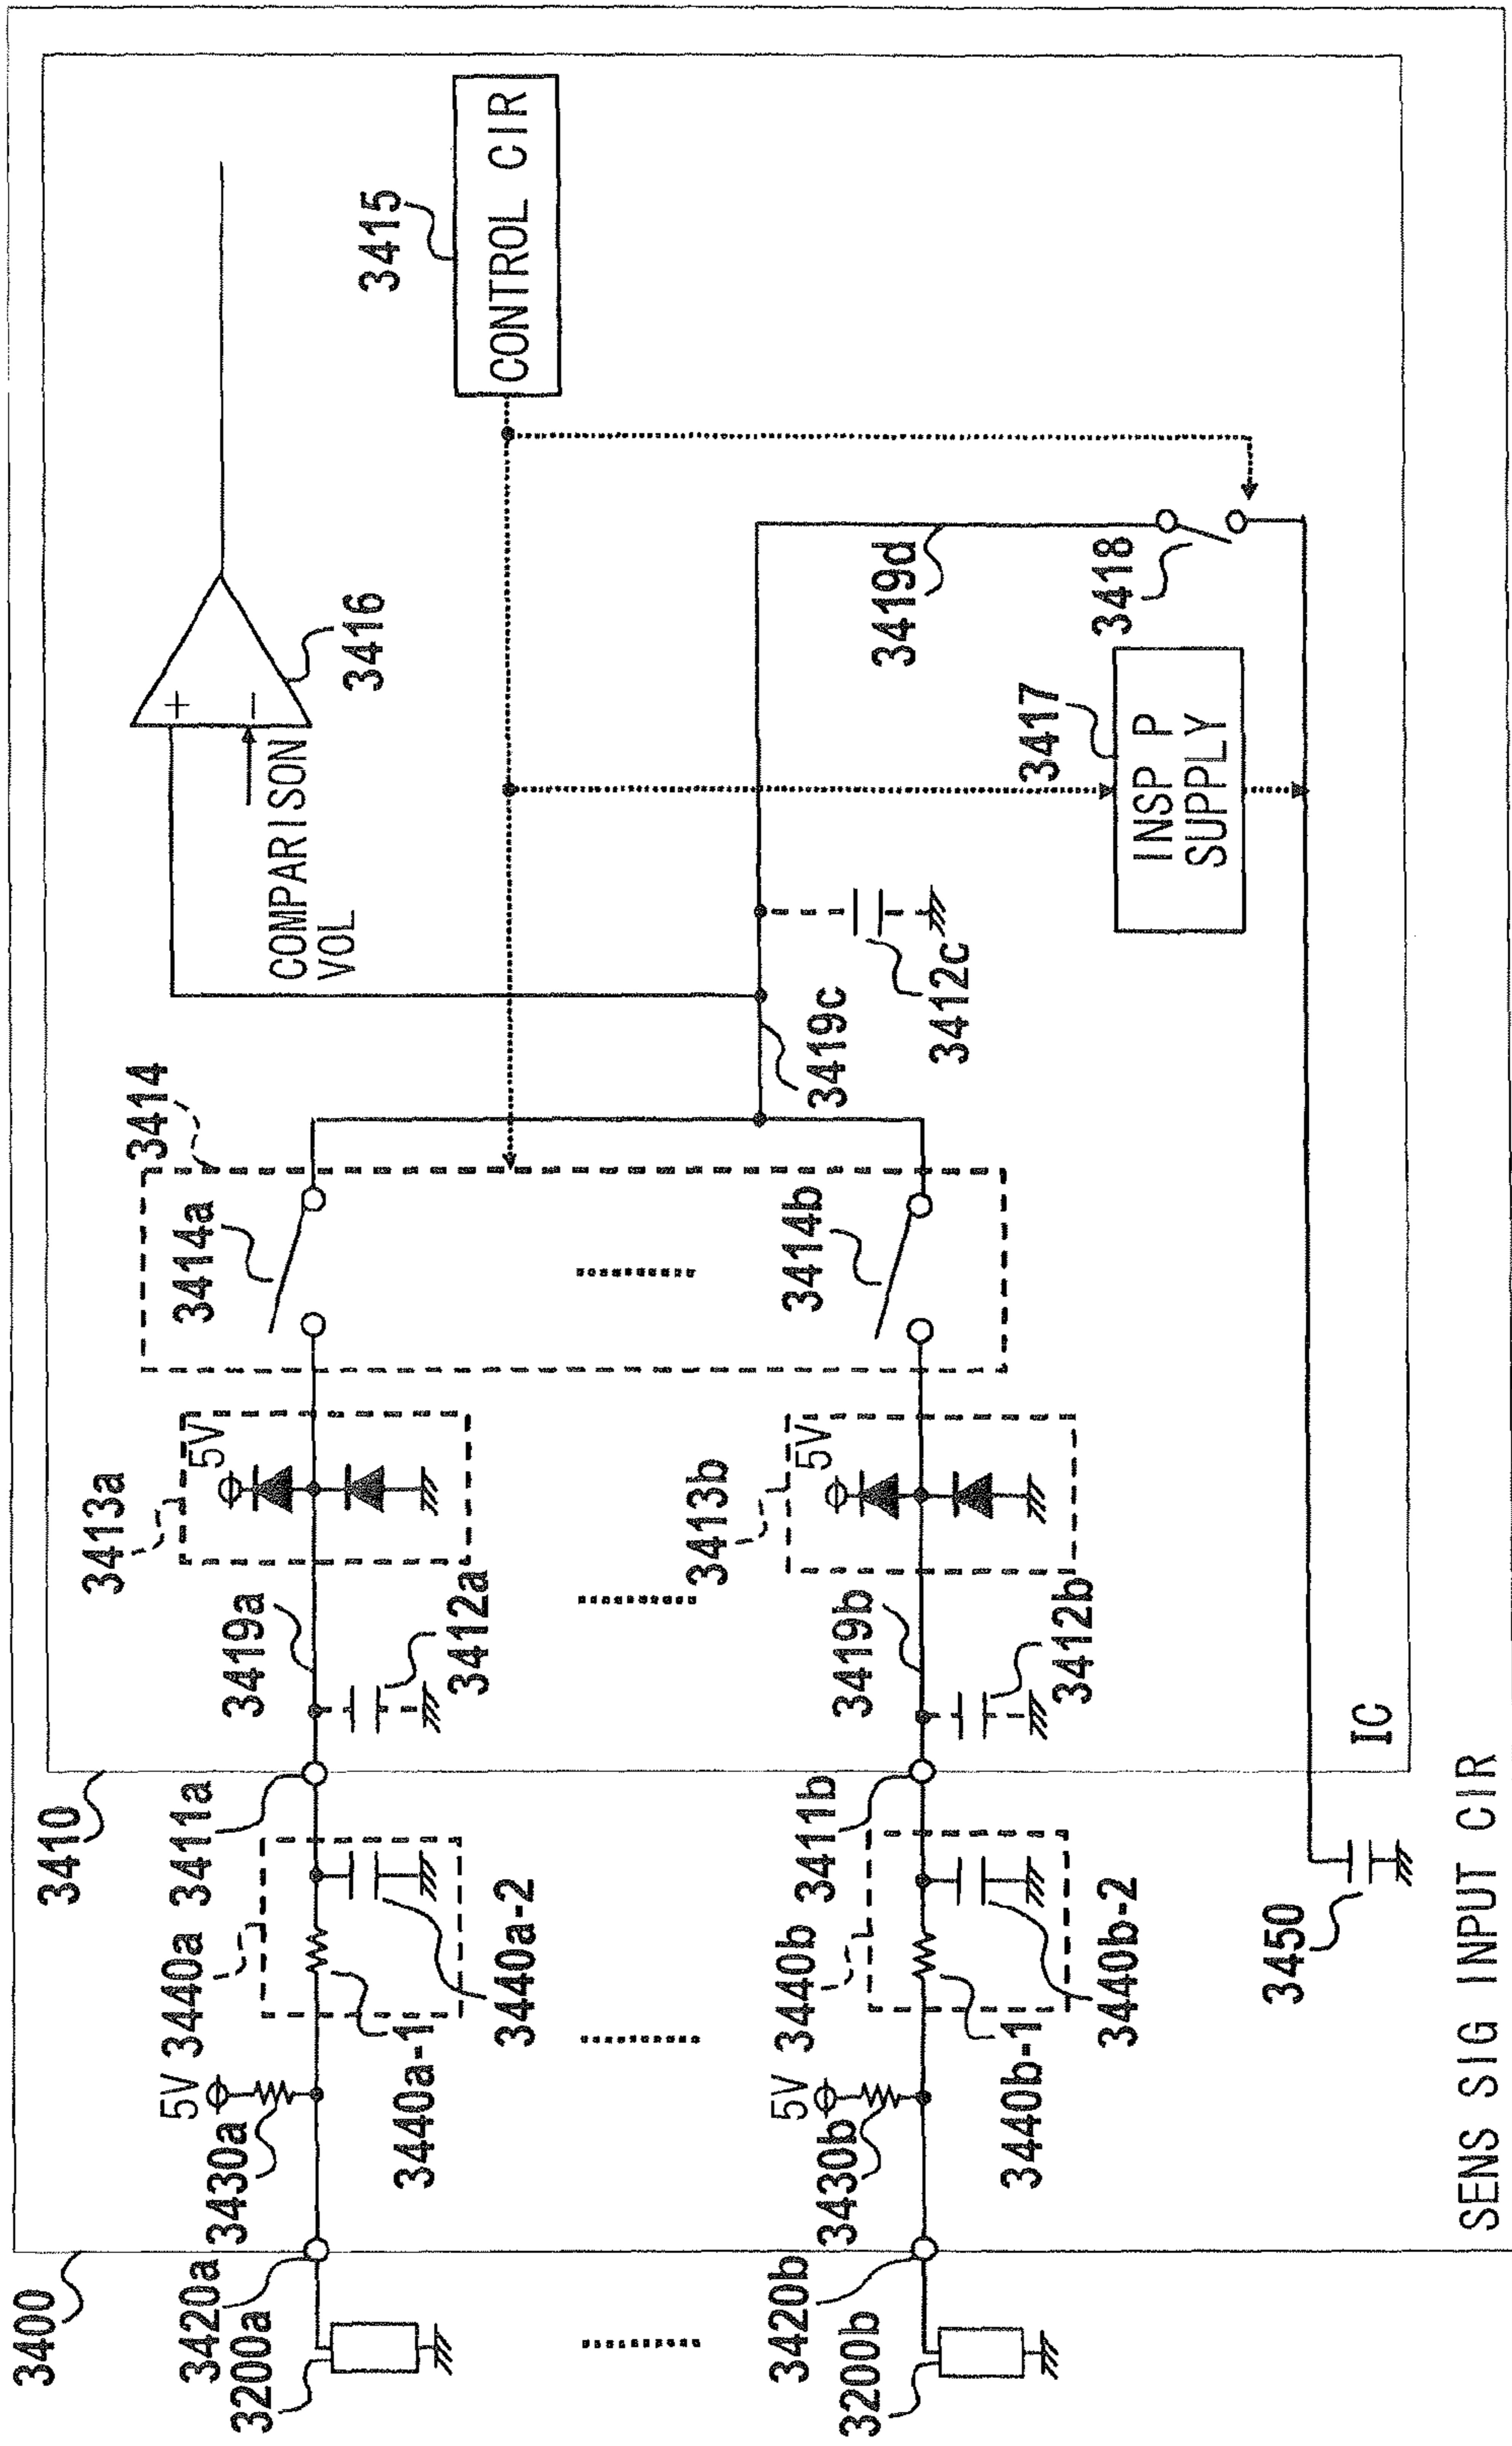 3400
3410
3420a
3200a
5V
3430a
3440a
3440a-1
3440a-2
3411a
3419a
3412a
3413a
5V
3414
3414a
3416
+
−
COMPARISON
VOL
3415
CONTROL CIR
3420b
3200b
5V
3430b
3440b
3440b-1
3440b-2
3411b
3419b
3412b
3413b
5V
3414b
3419c
3412c
3419d
3417
INSP P
SUPPLY
3418
3450
IC
SENS SIG INPUT CIR